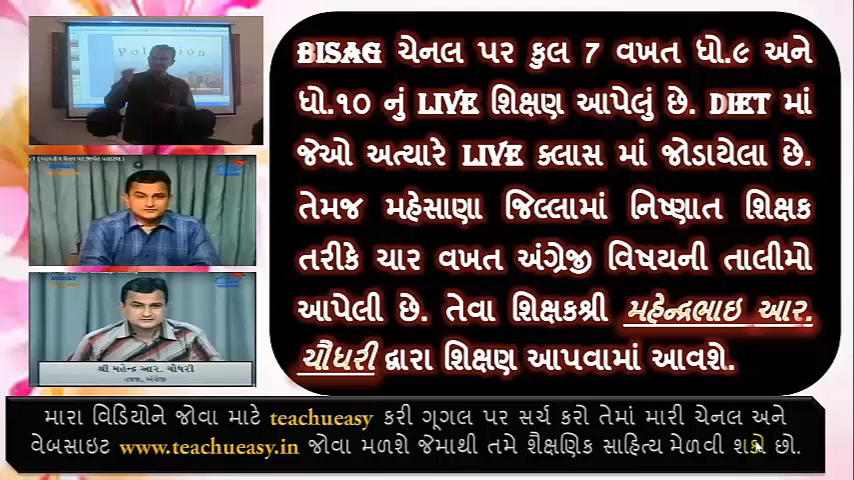 Pollution
BISAG ચેનલ પર કુલ 7 વખત ધો.૯ અને
ધો.૧૦ નું LIVE શિક્ષણ આપેલું છે. DIET માં
જેઓ અત્યારે LIVE ક્લાસ માં જોડાયેલા છે.
તેમજ મહેસાણા જિલ્લામાં નિષ્ણાત શિક્ષક
તરીકે ચાર વખત અંગ્રેજી વિષયની તાલીમો
આપેલી છે. તેવા શિક્ષકશ્રી મહેન્દ્રભાઇ આર.
ચૌધરી દ્વારા શિક્ષણ આપવામાં આવશે.
શ્રી મહેન્દ્ર આર. ચૌધરી
મારા વિડિયોને જોવા માટે teachueasy કરી ગૂગલ પર સર્ચ કરો તેમાં મારી ચેનલ અને
વેબસાઇટ www.teachueasy.in જોવા મળશે જેમાથી તમે શૈક્ષણિક સાહિત્ય મેળવી શકો છો.